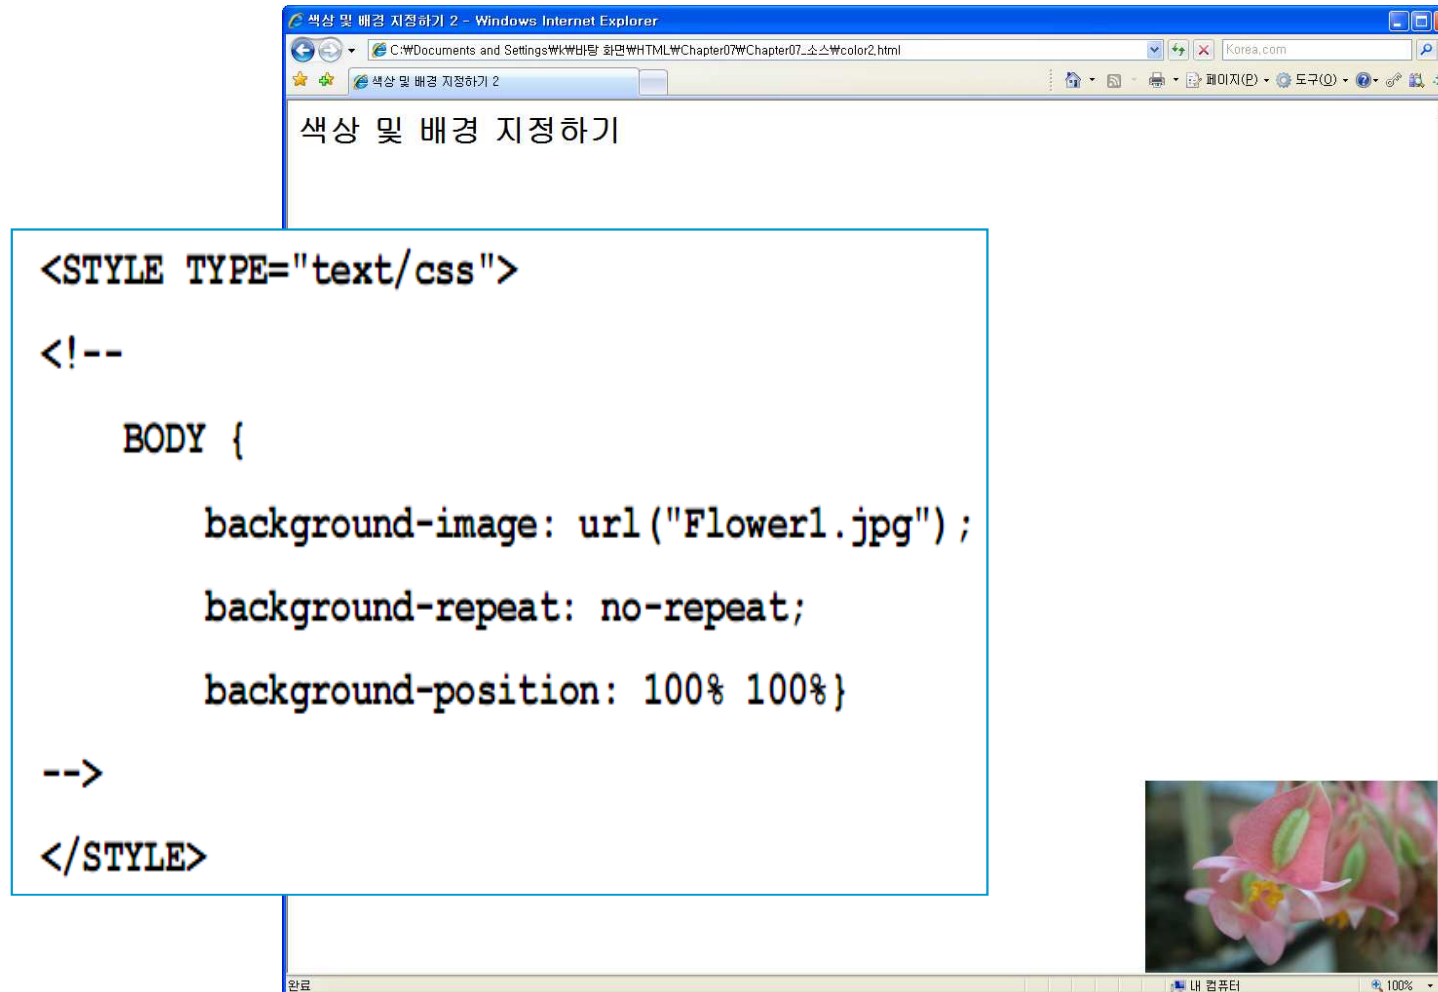 색상 및 배경 지정하기 2 - Windows Internet Explorer
C:₩Documents and Settings₩k₩바탕 화면₩HTML₩Chapter07₩Chapter07_소스₩color2.html
Korea.com
색상 및 배경 지정하기 2
페이지(P) 도구(O)
색상 및 배경 지정하기
<STYLE TYPE="text/css">
<!--
BODY {
background-image: url("Flower1.jpg");
background-repeat: no-repeat;
background-position: 100% 100%}
-->
</STYLE>
완료 내 컴퓨터 100%